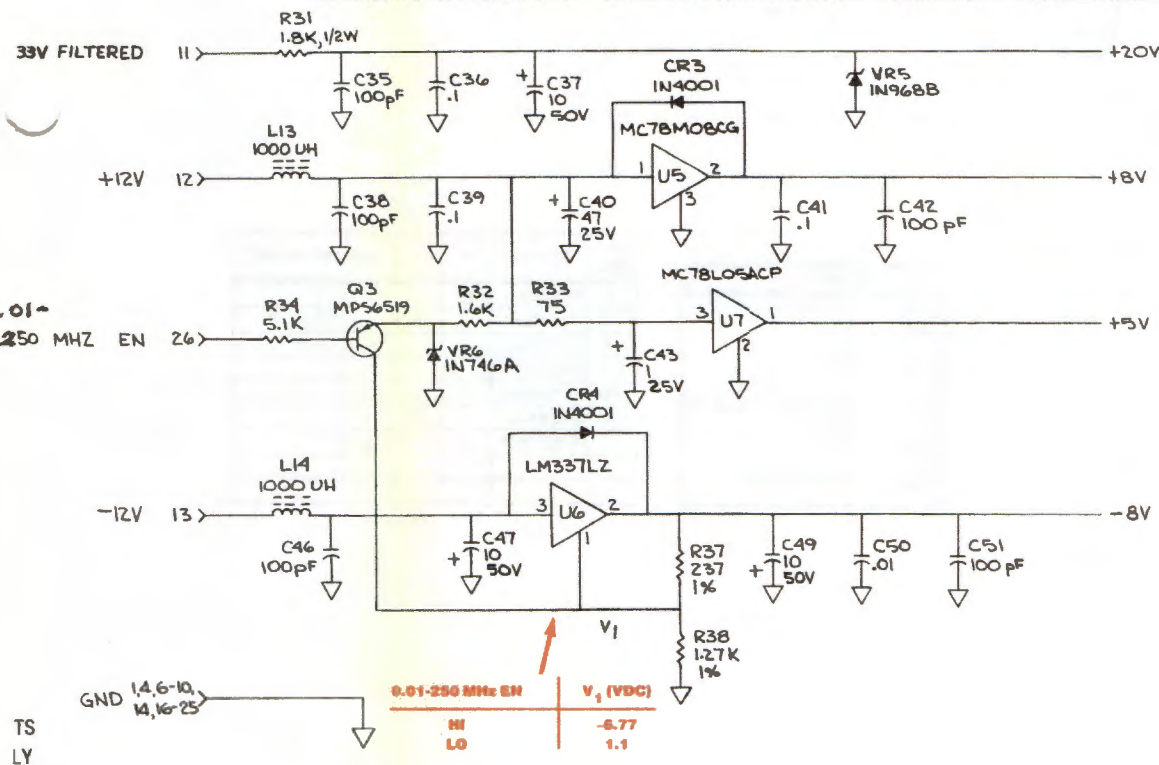 R31
1.8K, 1/2W
33V FILTERED 11
+20V
C35
100pF
C36
.1
+ C37
10
50V
CR3
1N4001
VR5
1N968B
L13
1000 UH
MC78M08CG
+12V 12
1 U5 2
3
+8V
C38
100pF
C39
.1
+ C40
47
25V
C41
.1
C42
100 pF
MC78L05ACP
Q3
MPS6519
R32
1.6K
R33
75
.01-
250 MHZ EN 26
R34
5.1K
3 U7 1
2
+5V
VR6
1N746A
+ C43
1
25V
CR4
1N4001
L14
1000 UH
LM337LZ
-12V 13
3 U6 2
1
-8V
C46
100pF
C47
10
+ 50V
R37
237
1%
C49
10
+ 50V
C50
.01
C51
100 pF
V1
R38
1.27K
1%
GND 1,4,6-10,
14,16-25
0.01-250 MHz EN V1 (VDC)
HI -6.77
LO 1.1
TS
LY